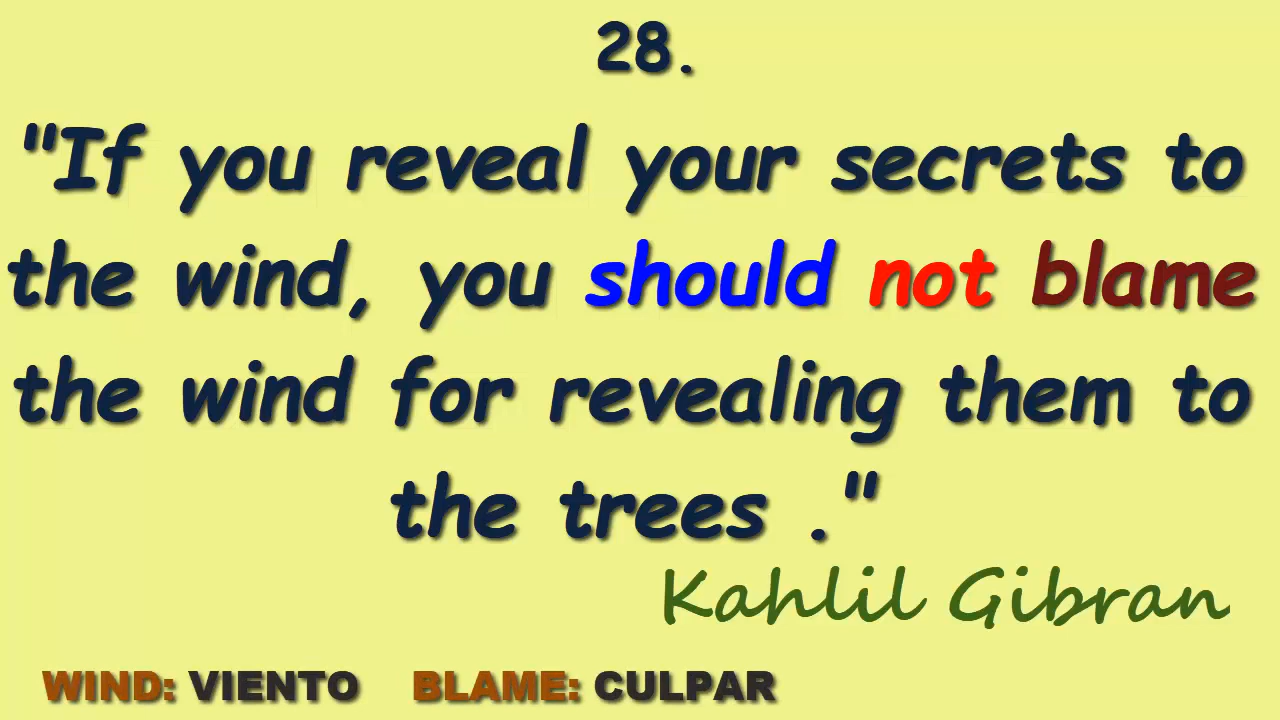 28.
"If you reveal your secrets to
the wind, you should not blame
the wind for revealing them to
the trees ."
Kahlil Gibran
WIND: VIENTO BLAME: CULPAR